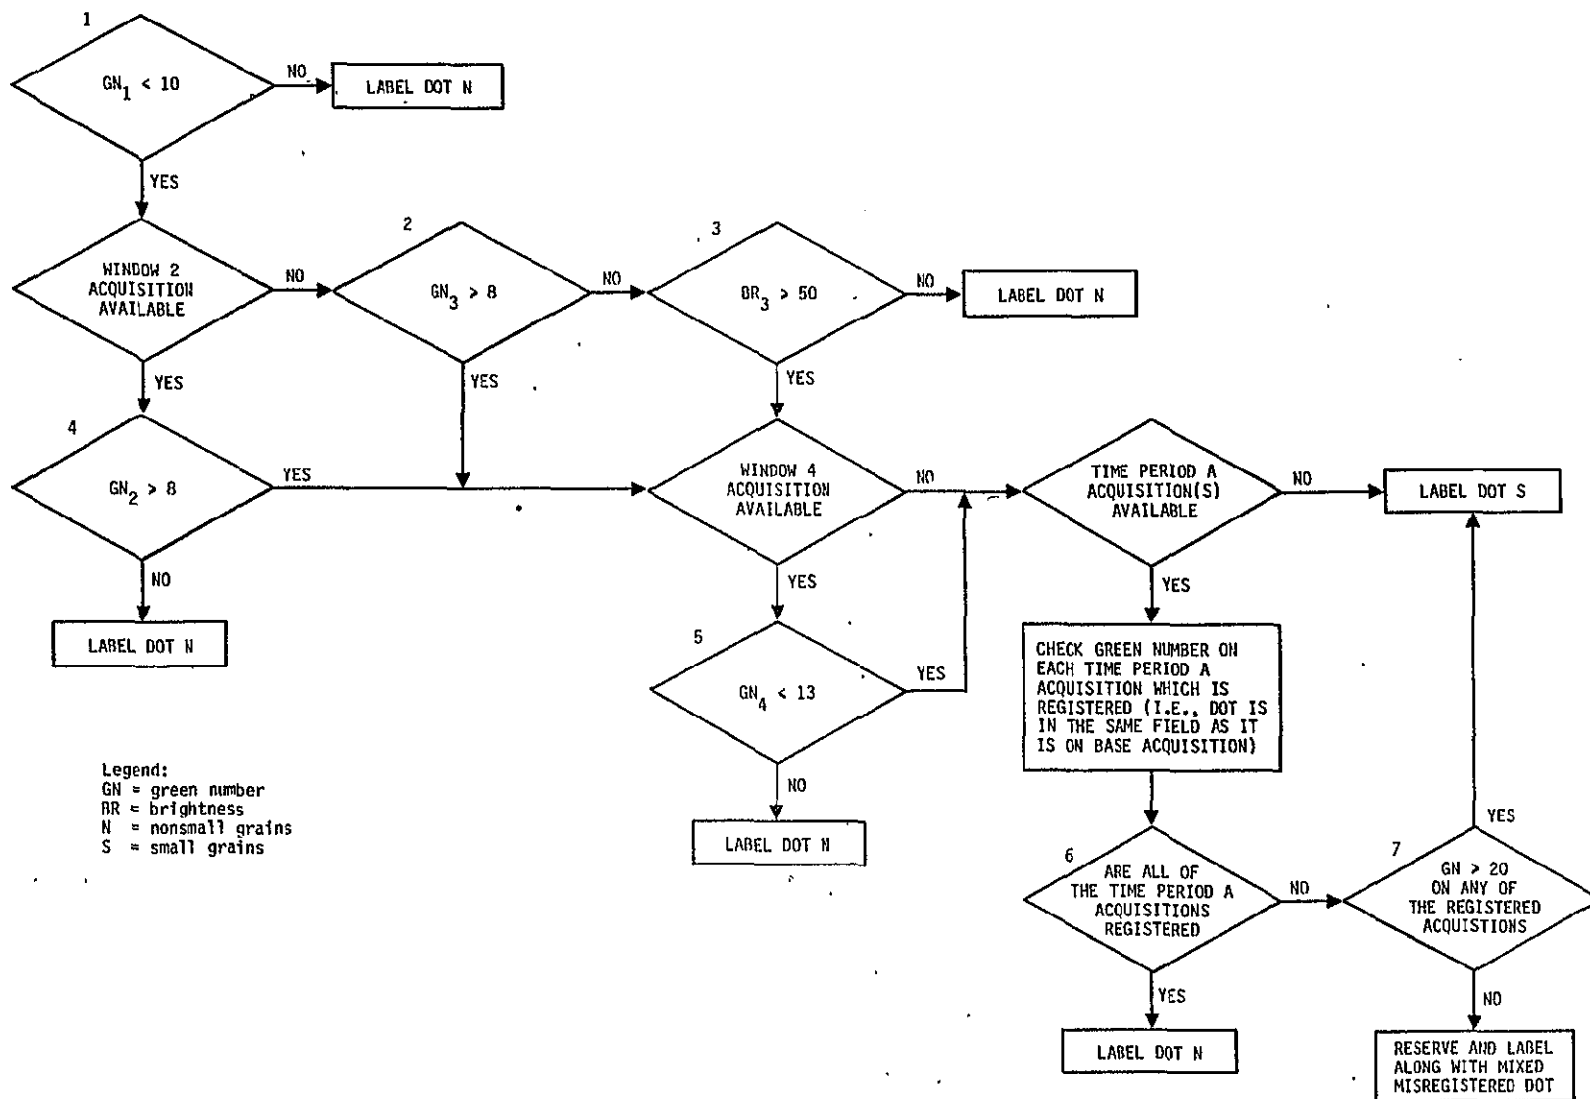 1
GN1 < 10
NO
LABEL DOT N
YES
WINDOW 2
ACQUISITION
AVAILABLE
NO
2
GN3 > 8
NO
3
BR3 > 50
NO
LABEL DOT N
YES
YES
YES
4
GN2 > 8
YES
NO
LABEL DOT N
WINDOW 4
ACQUISITION
AVAILABLE
NO
TIME PERIOD A
ACQUISITION(S)
AVAILABLE
NO
LABEL DOT S
YES
YES
5
GN4 < 13
YES
NO
LABEL DOT N
CHECK GREEN NUMBER ON
EACH TIME PERIOD A
ACQUISITION WHICH IS
REGISTERED (I.E., DOT IS
IN THE SAME FIELD AS IT
IS ON BASE ACQUISITION)
6
ARE ALL OF
THE TIME PERIOD A
ACQUISITIONS
REGISTERED
NO
YES
LABEL DOT N
YES
7
GN > 20
ON ANY OF
THE REGISTERED
ACQUISTIONS
NO
RESERVE AND LABEL
ALONG WITH MIXED
MISREGISTERED DOT
Legend:
GN = green number
BR = brightness
N = nonsmall grains
S = small grains